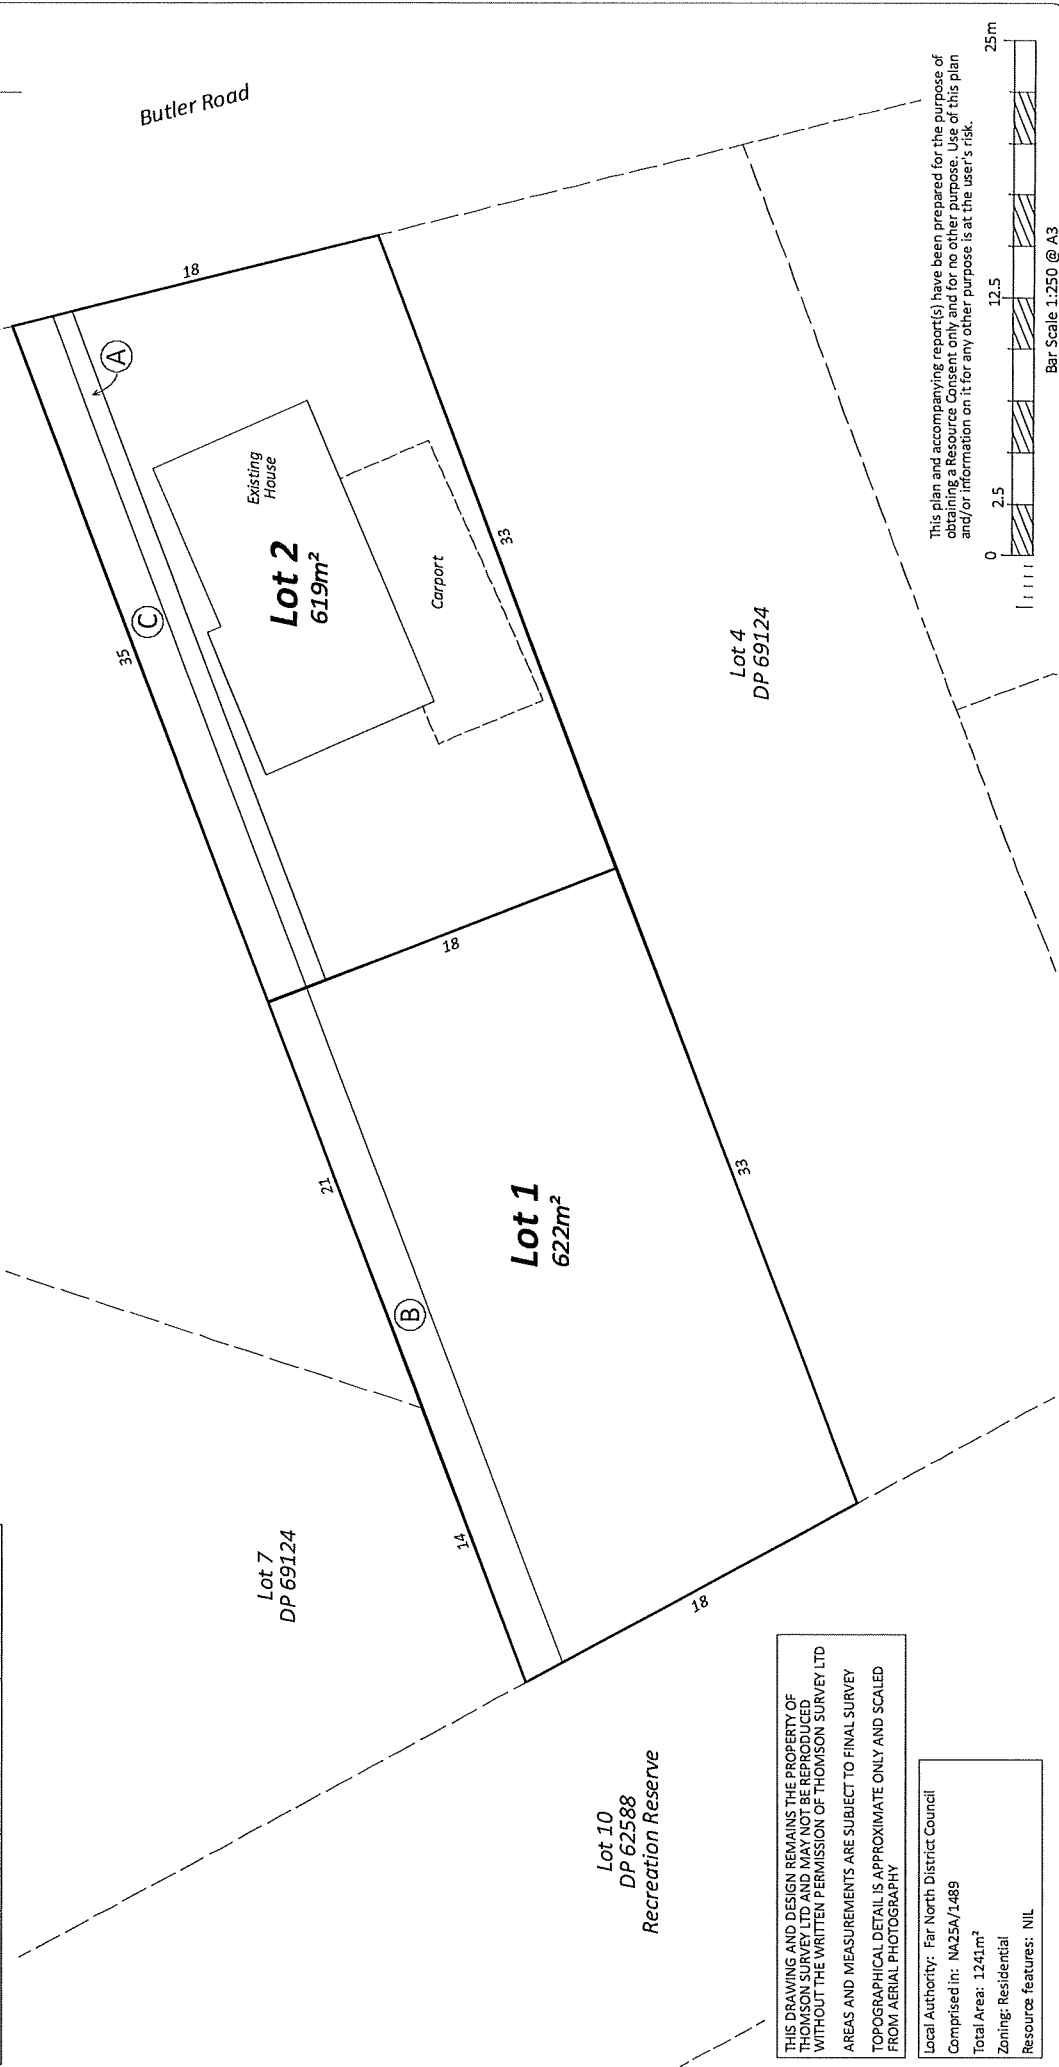 Butler Road
18
A
C
35
Existing
House
Lot 2
619m²
Carport
33
18
Lot 4
DP 69124
21
B
Lot 1
622m²
33
14
18
Lot 7
DP 69124
Lot 10
DP 62588
Recreation Reserve
This plan and accompanying report(s) have been prepared for the purpose of
obtaining a Resource Consent only and for no other purpose. Use of this plan
and/or information on it for any other purpose is at the user's risk.
0 2.5 12.5 25m
Bar Scale 1:250 @ A3
THIS DRAWING AND DESIGN REMAINS THE PROPERTY OF
THOMSON SURVEY LTD AND MAY NOT BE REPRODUCED
WITHOUT THE WRITTEN PERMISSION OF THOMSON SURVEY LTD
AREAS AND MEASUREMENTS ARE SUBJECT TO FINAL SURVEY
TOPOGRAPHICAL DETAIL IS APPROXIMATE ONLY AND SCALED
FROM AERIAL PHOTOGRAPHY
Local Authority: Far North District Council
Comprised in: NA25A/1489
Total Area: 1241m²
Zoning: Residential
Resource features: NIL